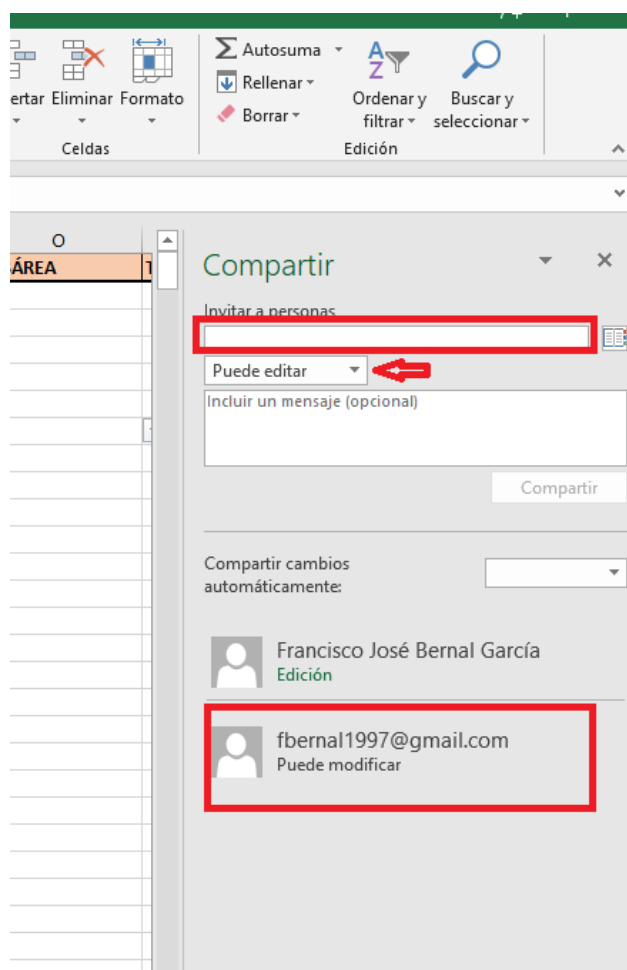 Autosuma
Rellenar
Borrar
Ordenar y
filtrar
Buscar y
seleccionar
ertar Eliminar Formato
Celdas
Edición
O
ÁREA
Compartir
Invitar a personas
Puede editar
Incluir un mensaje (opcional)
Compartir
Compartir cambios
automáticamente:
Francisco José Bernal García
Edición
fbernal1997@gmail.com
Puede modificar